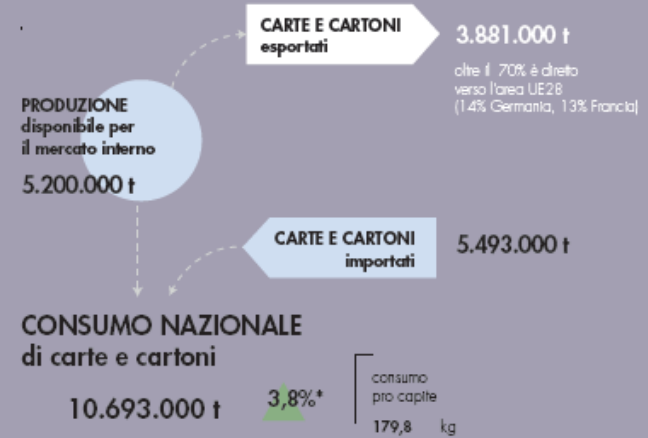 CARTE E CARTONI
esportati
3.881.000 t
oltre il 70% è diretto
verso l'area UE28
(14% Germania, 13% Francia)
PRODUZIONE
disponibile per
il mercato interno
5.200.000 t
CARTE E CARTONI
importati
5.493.000 t
CONSUMO NAZIONALE
di carte e cartoni
10.693.000 t
3,8%*
consumo
pro capite
179,8 kg